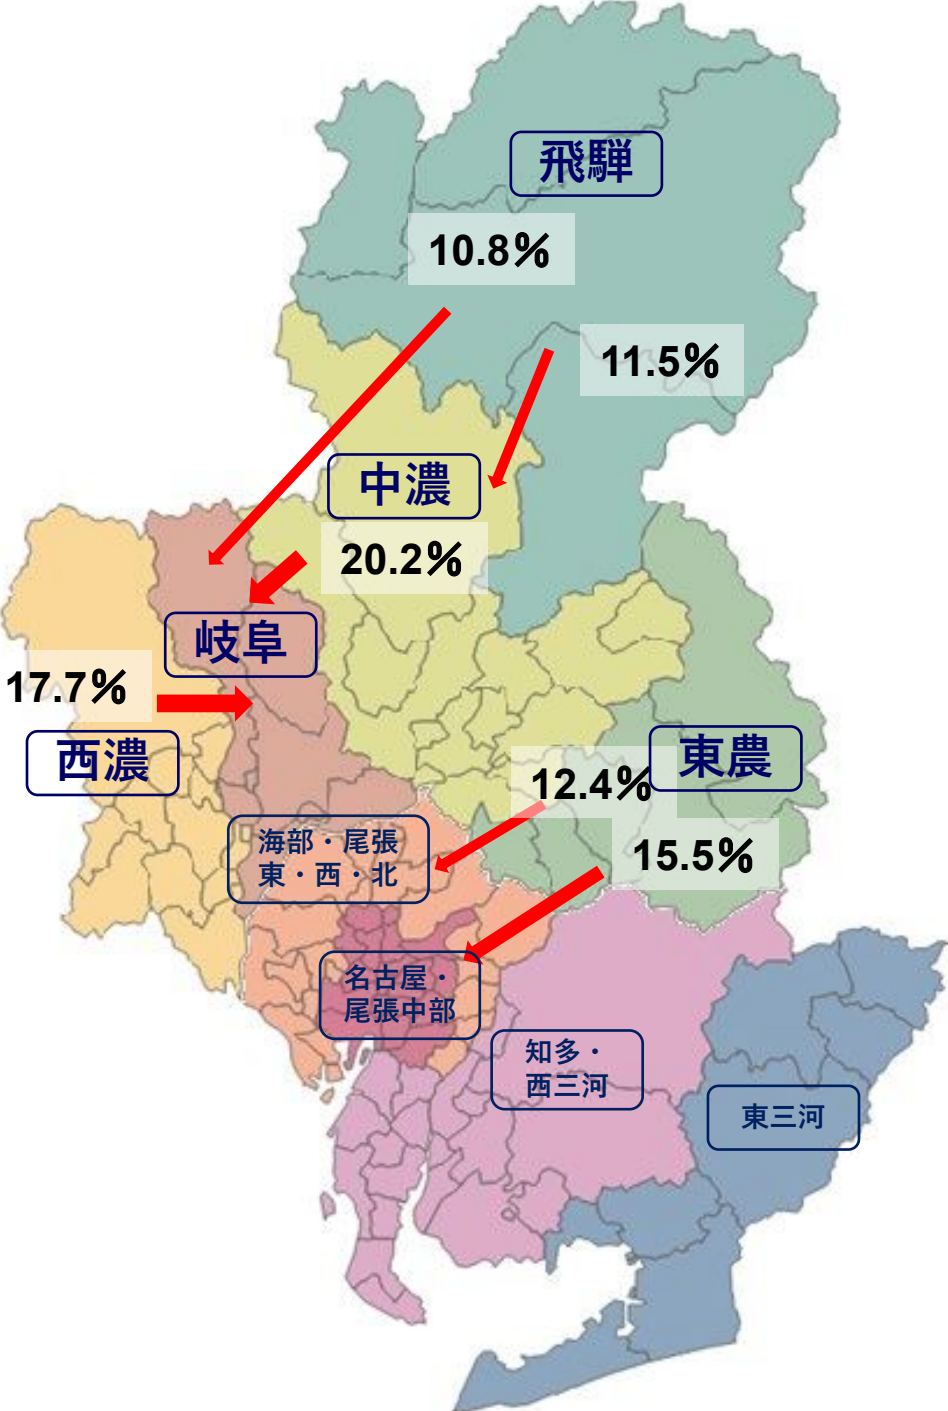 飛騨
10.8%
11.5%
中濃
20.2%
岐阜
17.7%
西濃
東農
12.4%
海部・尾張
東・西・北
15.5%
名古屋・
尾張中部
知多・
西三河
東三河